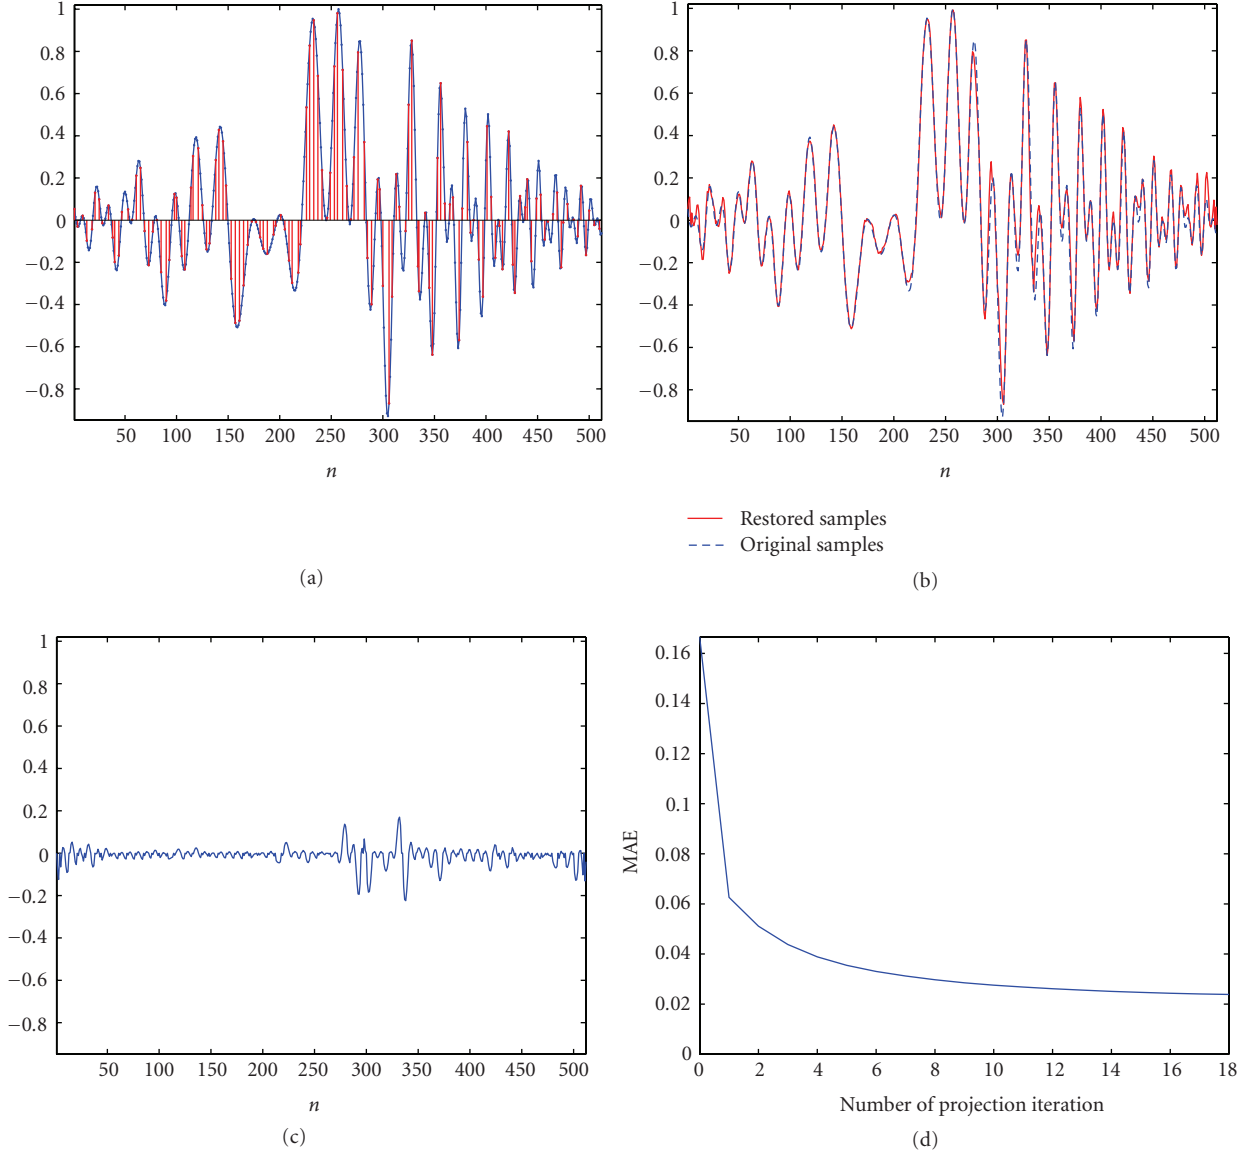 1
0.8
0.6
0.4
0.2
0
−0.2
−0.4
−0.6
−0.8
50 100 150 200 250 300 350 400 450 500
n
(a)
1
0.8
0.6
0.4
0.2
0
−0.2
−0.4
−0.6
−0.8
50 100 150 200 250 300 350 400 450 500
n
Restored samples
Original samples
(b)
1
0.8
0.6
0.4
0.2
0
−0.2
−0.4
−0.6
−0.8
50 100 150 200 250 300 350 400 450 500
n
(c)
MAE
0.16
0.14
0.12
0.1
0.08
0.06
0.04
0.02
0
0 2 4 6 8 10 12 14 16 18
Number of projection iteration
(d)